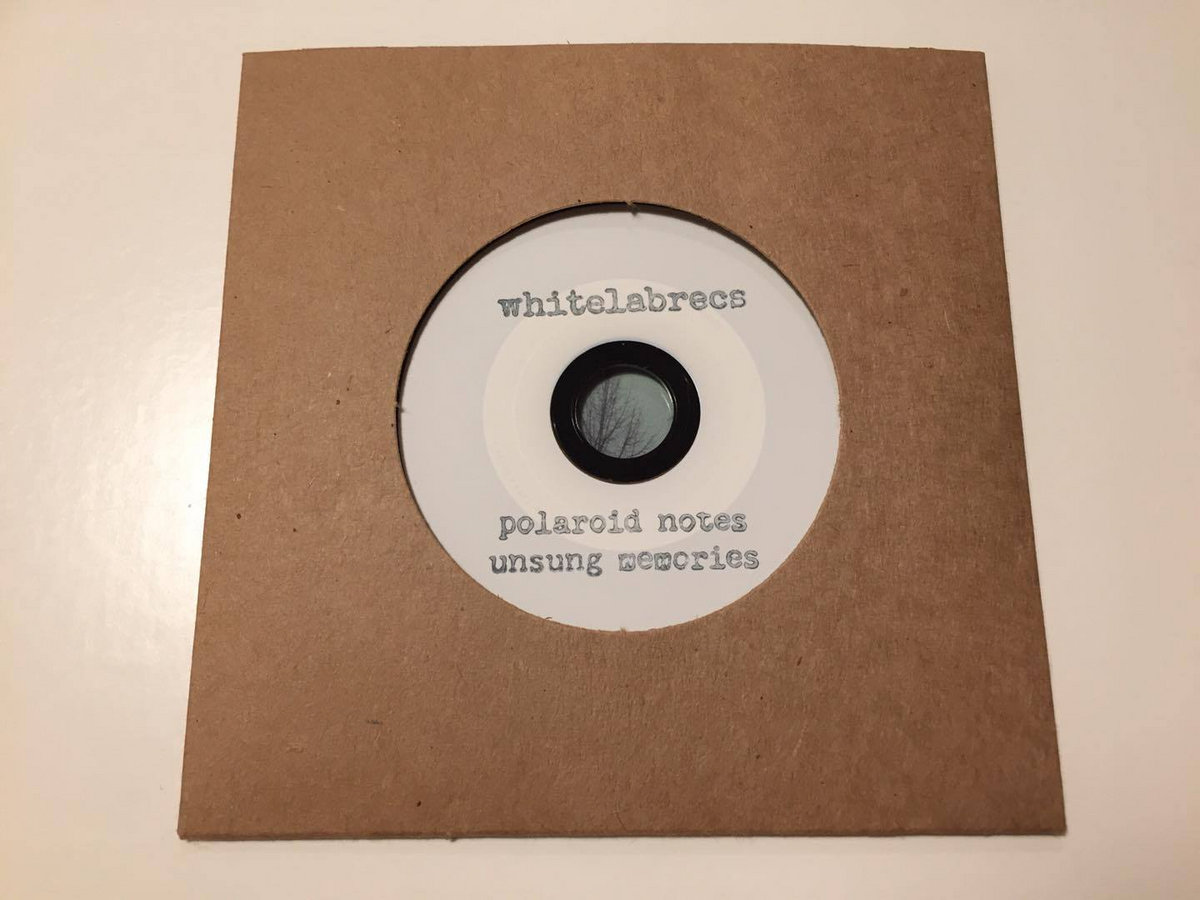 whitelabrecs
polaroid notes
unsung memories